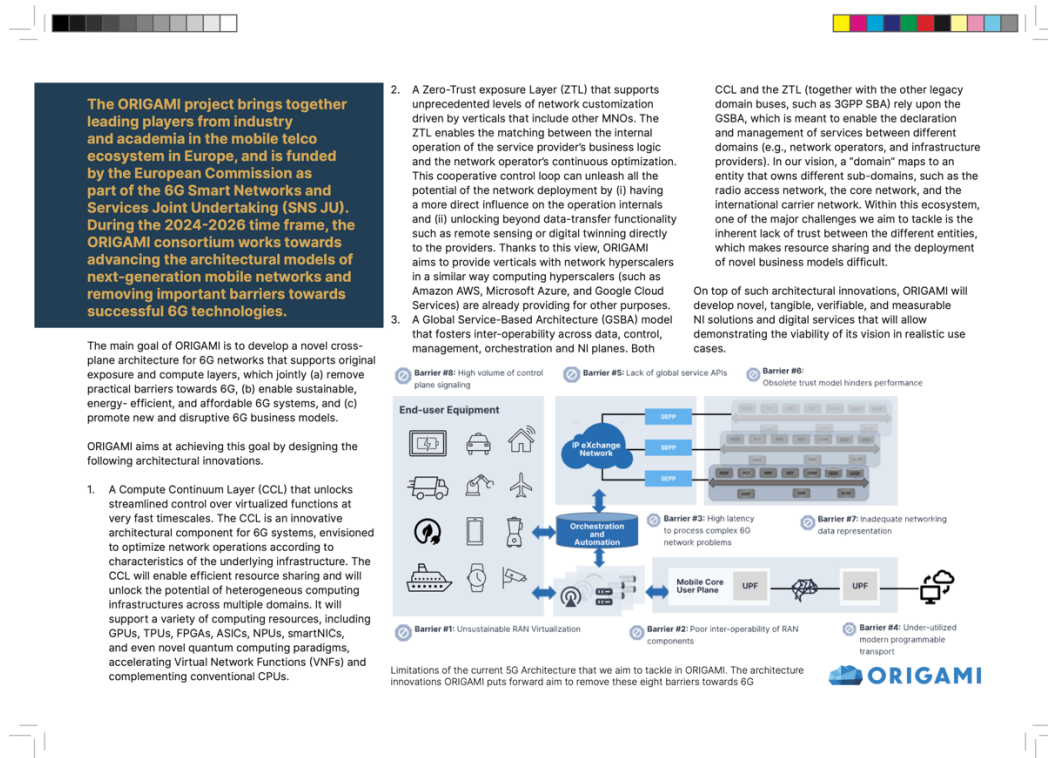 The ORIGAMI project brings together
leading players from industry
and academia in the mobile telco
ecosystem in Europe, and is funded
by the European Commission as
part of the 6G Smart Networks and
Services Joint Undertaking (SNS JU).
During the 2024-2026 time frame, the
ORIGAMI consortium works towards
advancing the architectural models of
next-generation mobile networks and
removing important barriers towards
successful 6G technologies.
The main goal of ORIGAMI is to develop a novel cross-
plane architecture for 6G networks that supports original
exposure and compute layers, which jointly (a) remove
practical barriers towards 6G, (b) enable sustainable,
energy- efficient, and affordable 6G systems, and (c)
promote new and disruptive 6G business models.
ORIGAMI aims at achieving this goal by designing the
following architectural innovations.
1. A Compute Continuum Layer (CCL) that unlocks
streamlined control over virtualized functions at
very fast timescales. The CCL is an innovative
architectural component for 6G systems, envisioned
to optimize network operations according to
characteristics of the underlying infrastructure. The
CCL will enable efficient resource sharing and will
unlock the potential of heterogeneous computing
infrastructures across multiple domains. It will
support a variety of computing resources, including
GPUs, TPUs, FPGAs, ASICs, NPUs, smartNICs,
and even novel quantum computing paradigms,
accelerating Virtual Network Functions (VNFs) and
complementing conventional CPUs.
2. A Zero-Trust exposure Layer (ZTL) that supports
unprecedented levels of network customization
driven by verticals that include other MNOs. The
ZTL enables the matching between the internal
operation of the service provider's business logic
and the network operator's continuous optimization.
This cooperative control loop can unleash all the
potential of the network deployment by (i) having
a more direct influence on the operation internals
and (ii) unlocking beyond data-transfer functionality
such as remote sensing or digital twinning directly
to the providers. Thanks to this view, ORIGAMI
aims to provide verticals with network hyperscalers
in a similar way computing hyperscalers (such as
Amazon AWS, Microsoft Azure, and Google Cloud
Services) are already providing for other purposes.
3. A Global Service-Based Architecture (GSBA) model
that fosters inter-operability across data, control,
management, orchestration and NI planes. Both
CCL and the ZTL (together with the other legacy
domain buses, such as 3GPP SBA) rely upon the
GSBA, which is meant to enable the declaration
and management of services between different
domains (e.g., network operators, and infrastructure
providers). In our vision, a "domain" maps to an
entity that owns different sub-domains, such as the
radio access network, the core network, and the
international carrier network. Within this ecosystem,
one of the major challenges we aim to tackle is the
inherent lack of trust between the different entities,
which makes resource sharing and the deployment
of novel business models difficult.
On top of such architectural innovations, ORIGAMI will
develop novel, tangible, verifiable, and measurable
NI solutions and digital services that will allow
demonstrating the viability of its vision in realistic use
cases.
Barrier #8: High volume of control
plane signaling
Barrier #5: Lack of global service APIs
Barrier #6:
Obsolete trust model hinders performance
End-user Equipment
IP eXchange
Network
SEPP
SEPP
SEPP
Orchestration
and
Automation
Barrier #3: High latency
to process complex 6G
network problems
Barrier #7: Inadequate networking
data representation
Mobile Core
User Plane
UPF
UPF
Barrier #1: Unsustainable RAN Virtualization
Barrier #2: Poor inter-operability of RAN
components
Barrier #4: Under-utilized
modern programmable
transport
Limitations of the current 5G Architecture that we aim to tackle in ORIGAMI. The architecture
innovations ORIGAMI puts forward aim to remove these eight barriers towards 6G
ORIGAMI